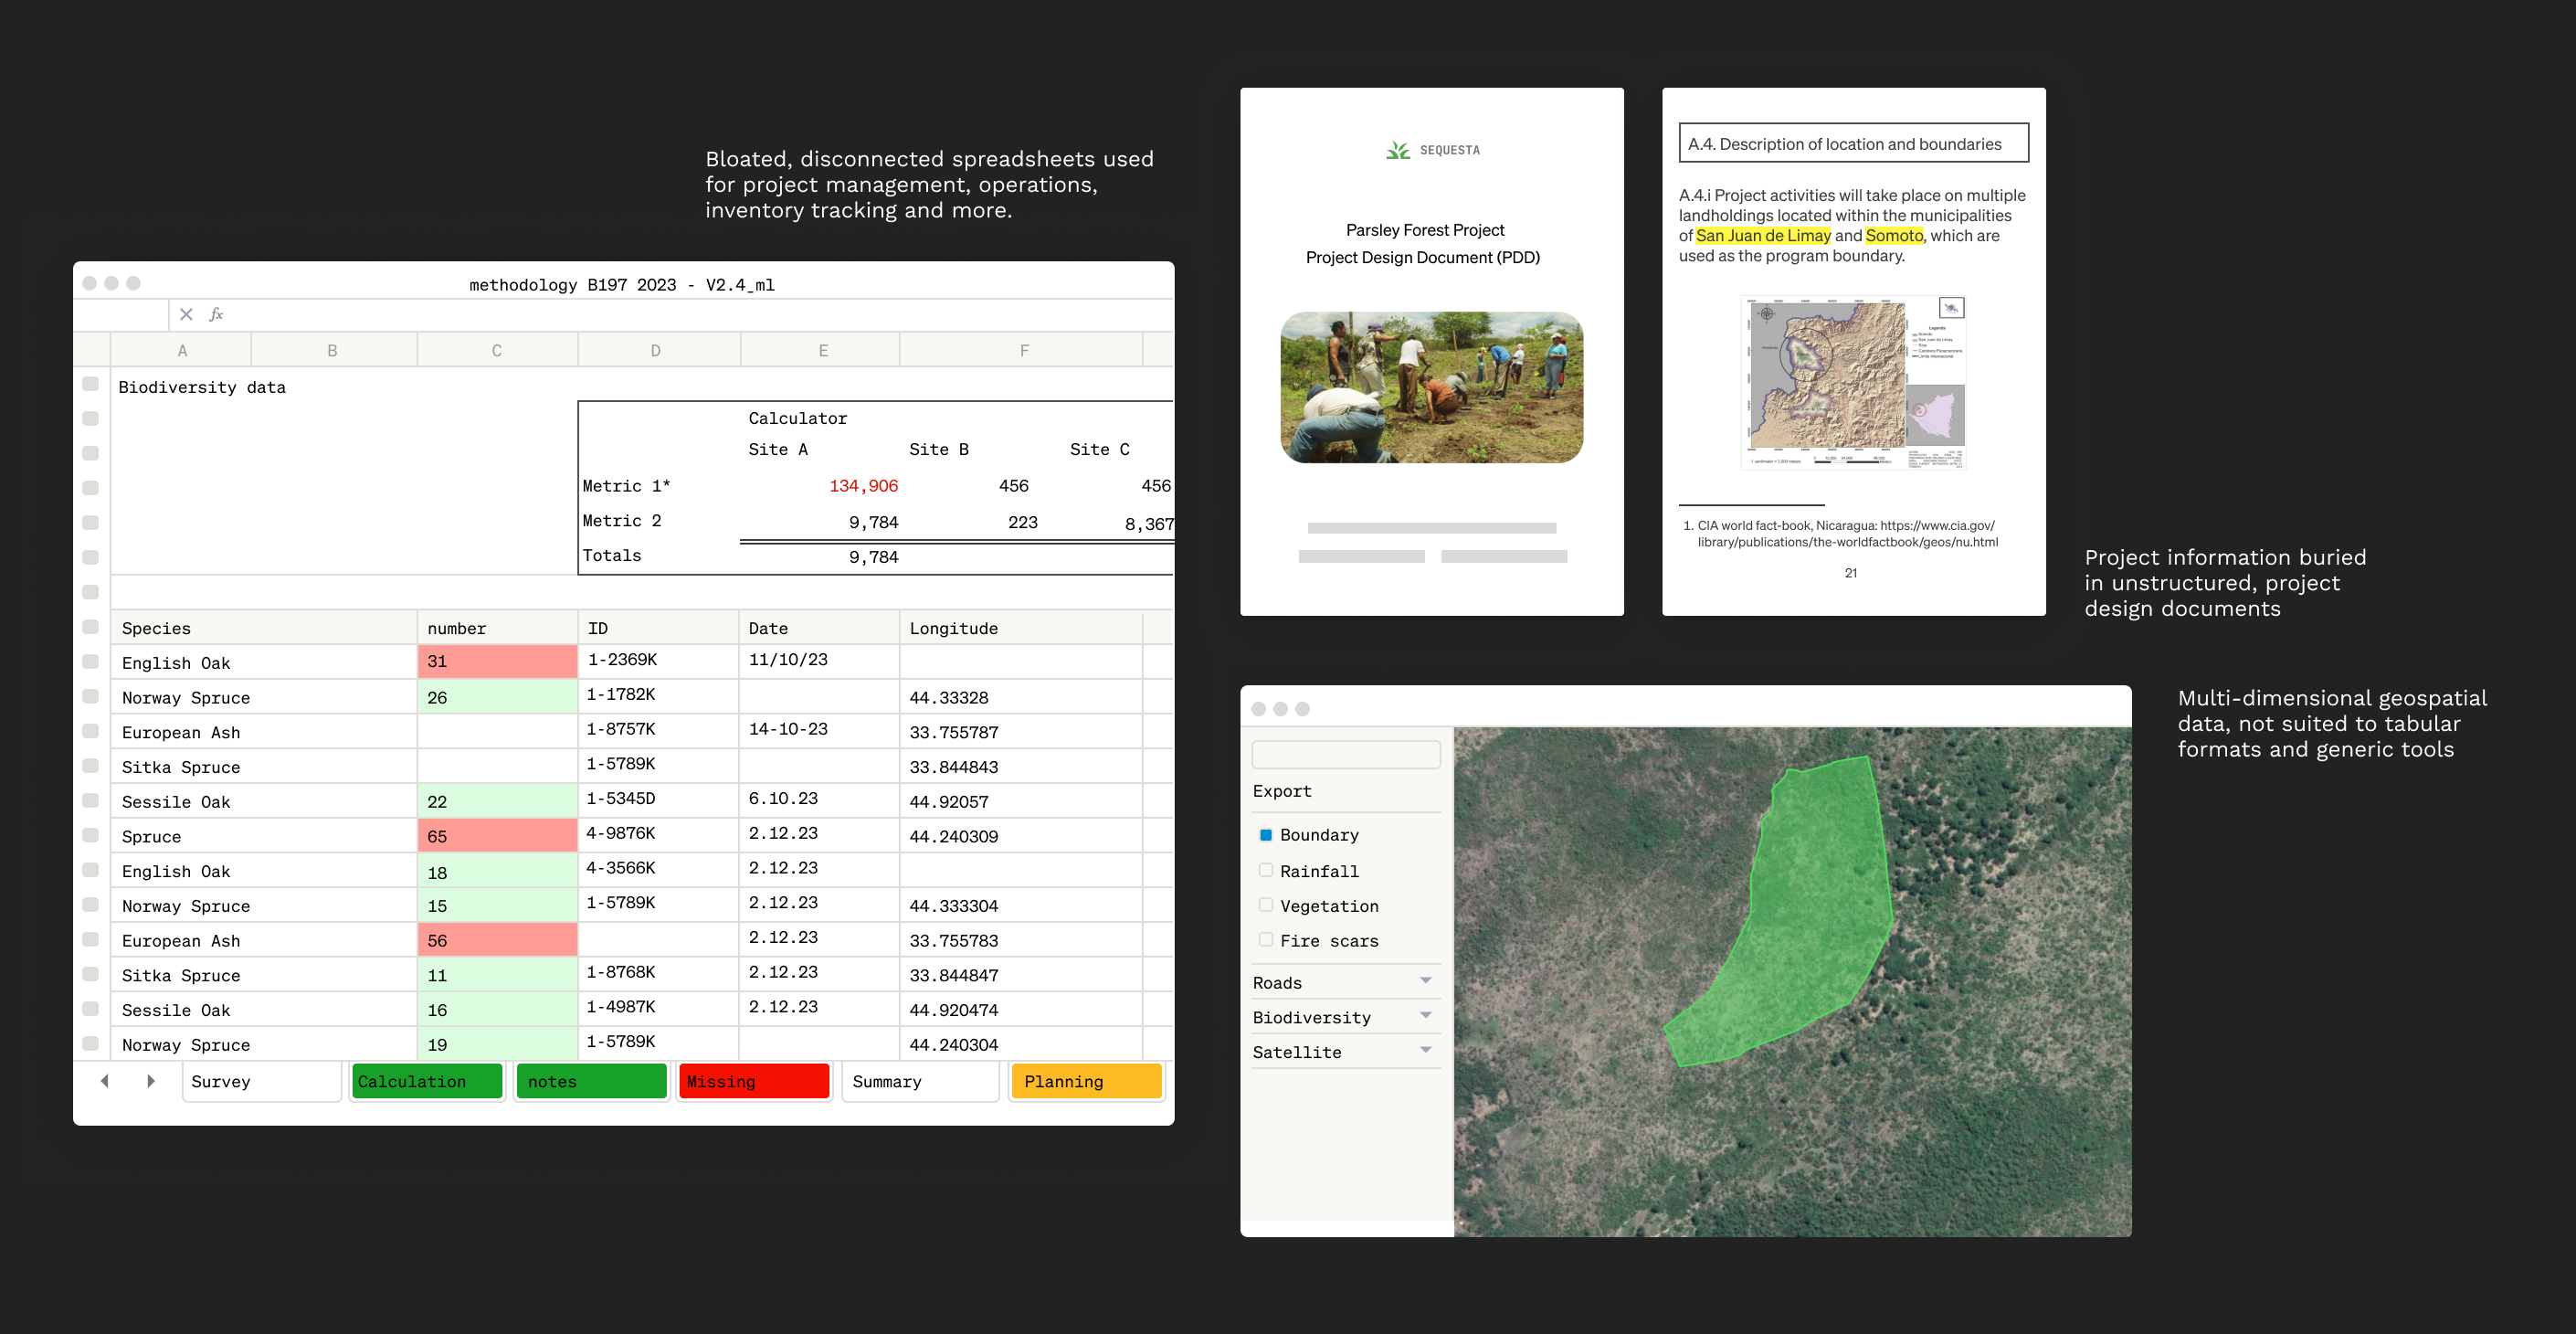 Bloated, disconnected spreadsheets used
for project management, operations,
inventory tracking and more.
methodology B197 2023 - V2.4_ml
fx
A B C D E F
Biodiversity data
Calculator
Site A Site B Site C
Metric 1* 134,906 456 456
Metric 2 9,784 223 8,367
Totals 9,784
Species number ID Date Longitude
English Oak 31 1-2369K 11/10/23
Norway Spruce 26 1-1782K 44.33328
European Ash 1-8757K 14-10-23 33.755787
Sitka Spruce 1-5789K 33.844843
Sessile Oak 22 1-5345D 6.10.23 44.92057
Spruce 65 4-9876K 2.12.23 44.240309
English Oak 18 4-3566K 2.12.23
Norway Spruce 15 1-5789K 2.12.23 44.333304
European Ash 56 2.12.23 33.755783
Sitka Spruce 11 1-8768K 2.12.23 33.844847
Sessile Oak 16 1-4987K 2.12.23 44.920474
Norway Spruce 19 1-5789K 44.240304
Survey Calculation notes Missing Summary Planning
SEQUESTA
Parsley Forest Project
Project Design Document (PDD)
A.4. Description of location and boundaries
A.4.i Project activities will take place on multiple
landholdings located within the municipalities
of San Juan de Limay and Somoto, which are
used as the program boundary.
1. CIA world fact-book, Nicaragua: https://www.cia.gov/
library/publications/the-worldfactbook/geos/nu.html
21
Project information buried
in unstructured, project
design documents
Export
Boundary
Rainfall
Vegetation
Fire scars
Roads
Biodiversity
Satellite
Multi-dimensional geospatial
data, not suited to tabular
formats and generic tools